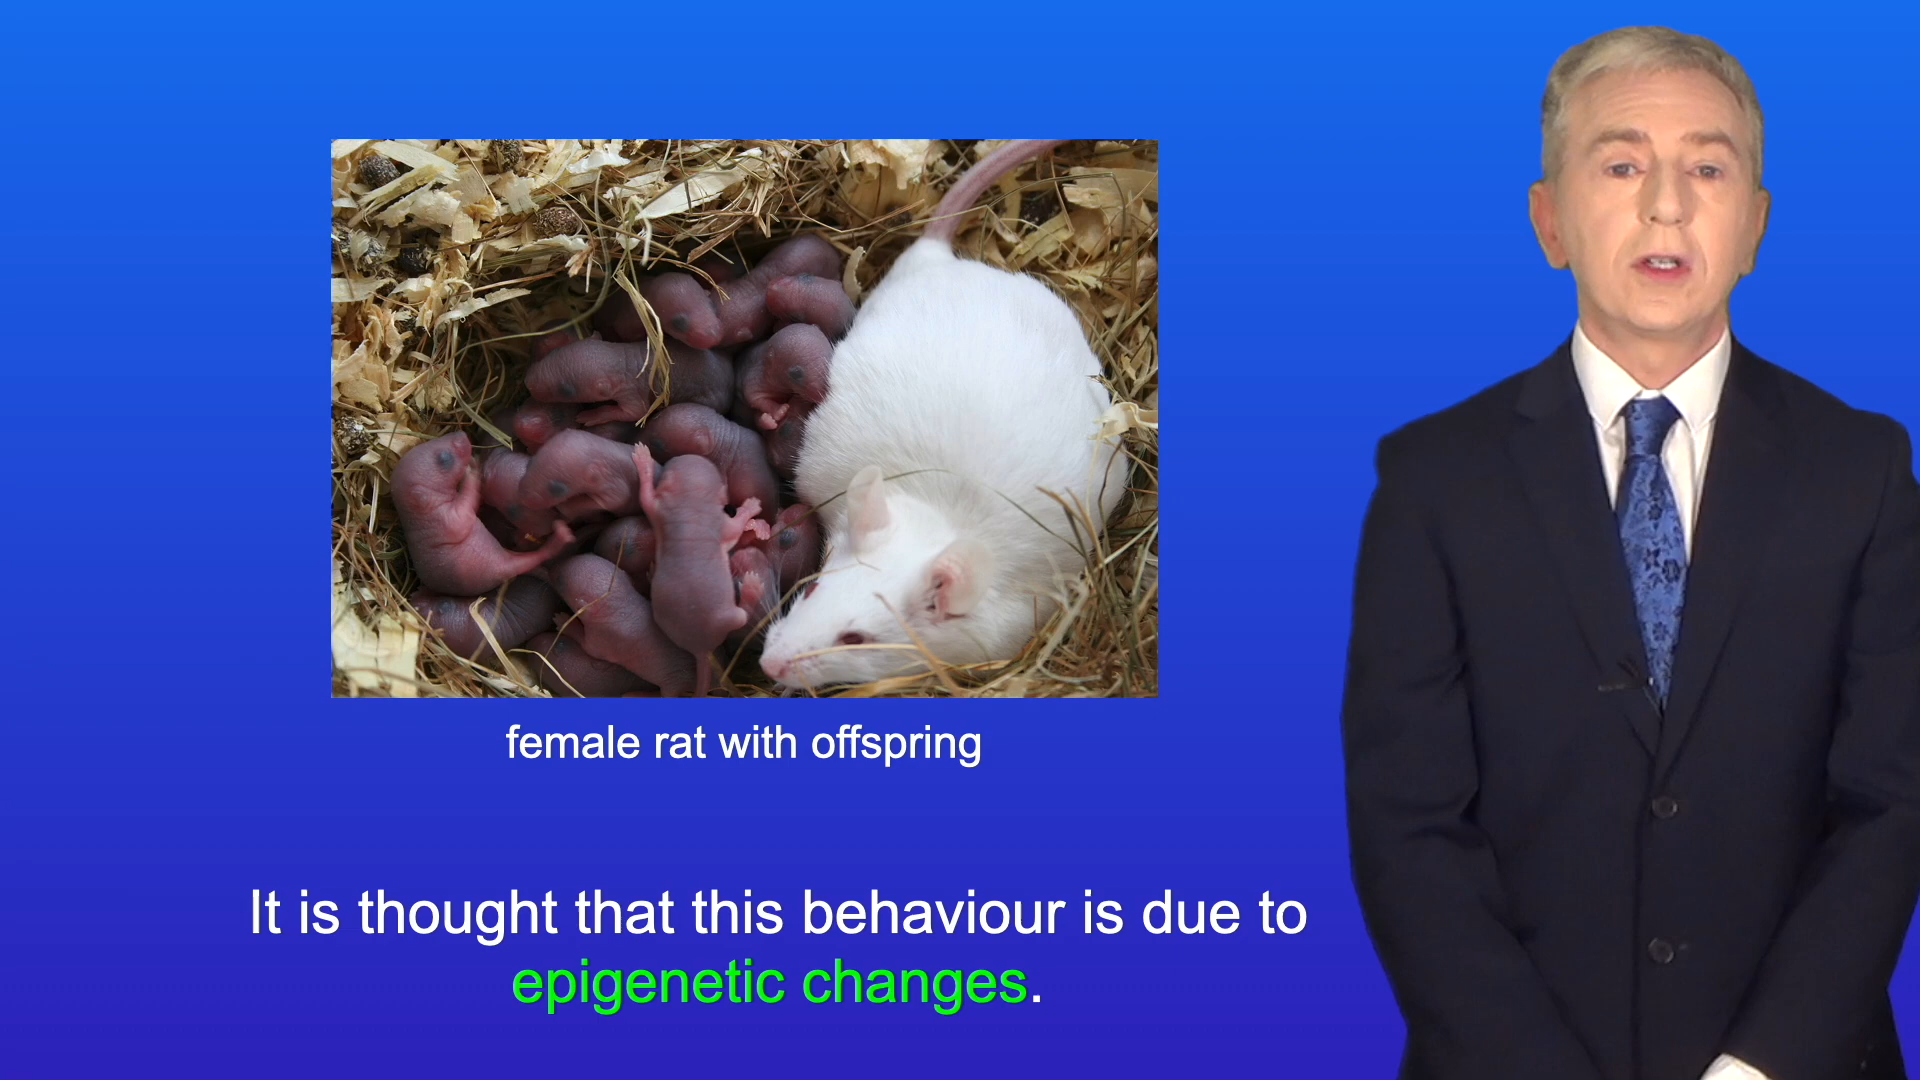 female rat with offspring
It is thought that this behaviour is due to
epigenetic changes.